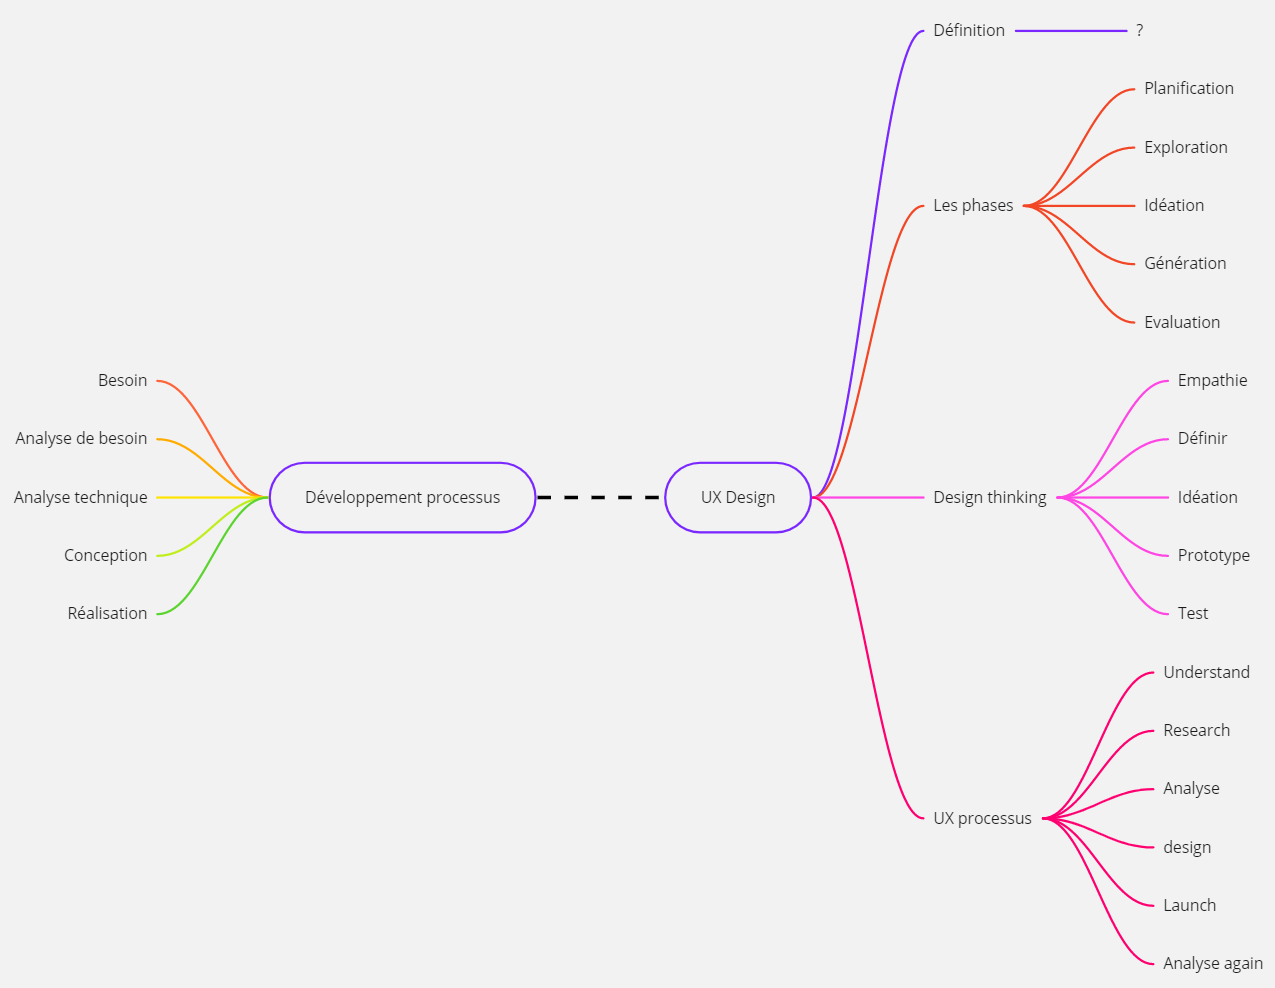 Besoin
Analyse de besoin
Analyse technique
Conception
Réalisation
Développement processus
UX Design
Définition
?
Les phases
Planification
Exploration
Idéation
Génération
Evaluation
Design thinking
Empathie
Définir
Idéation
Prototype
Test
UX processus
Understand
Research
Analyse
design
Launch
Analyse again